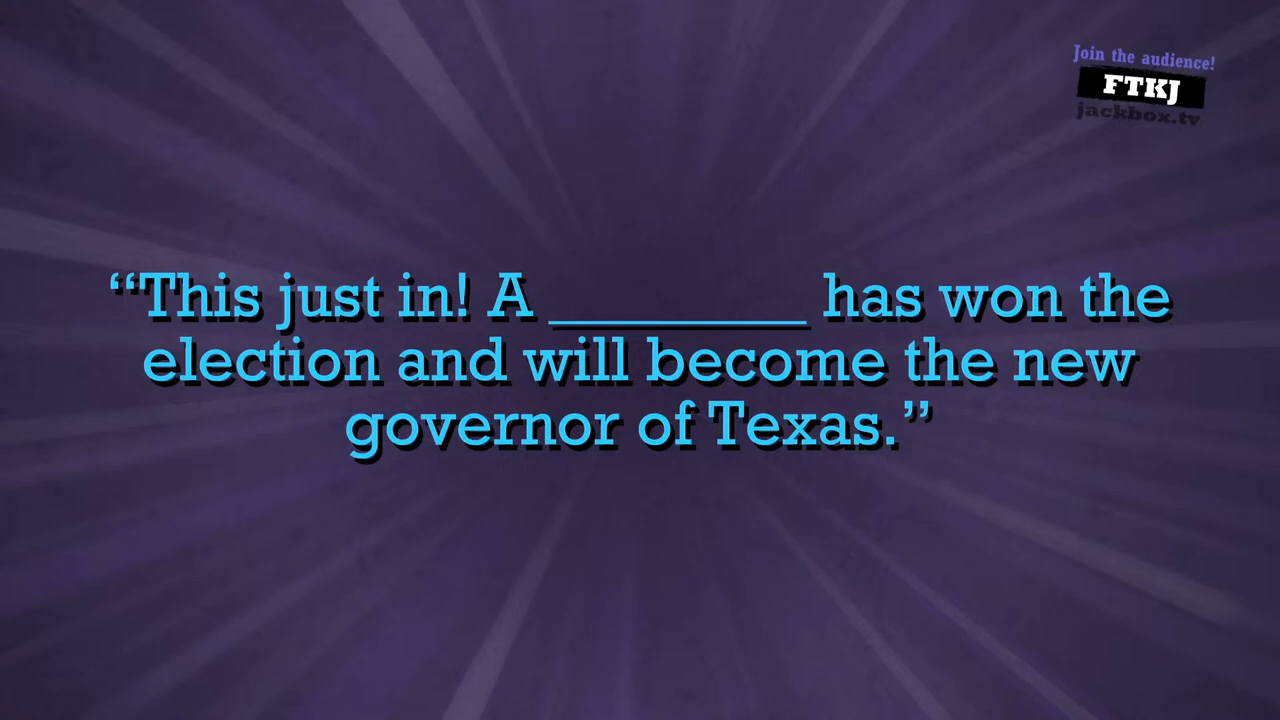 Join the audience!
FTKJ
jackbox.tv
“This just in! A ________ has won the
election and will become the new
governor of Texas.”